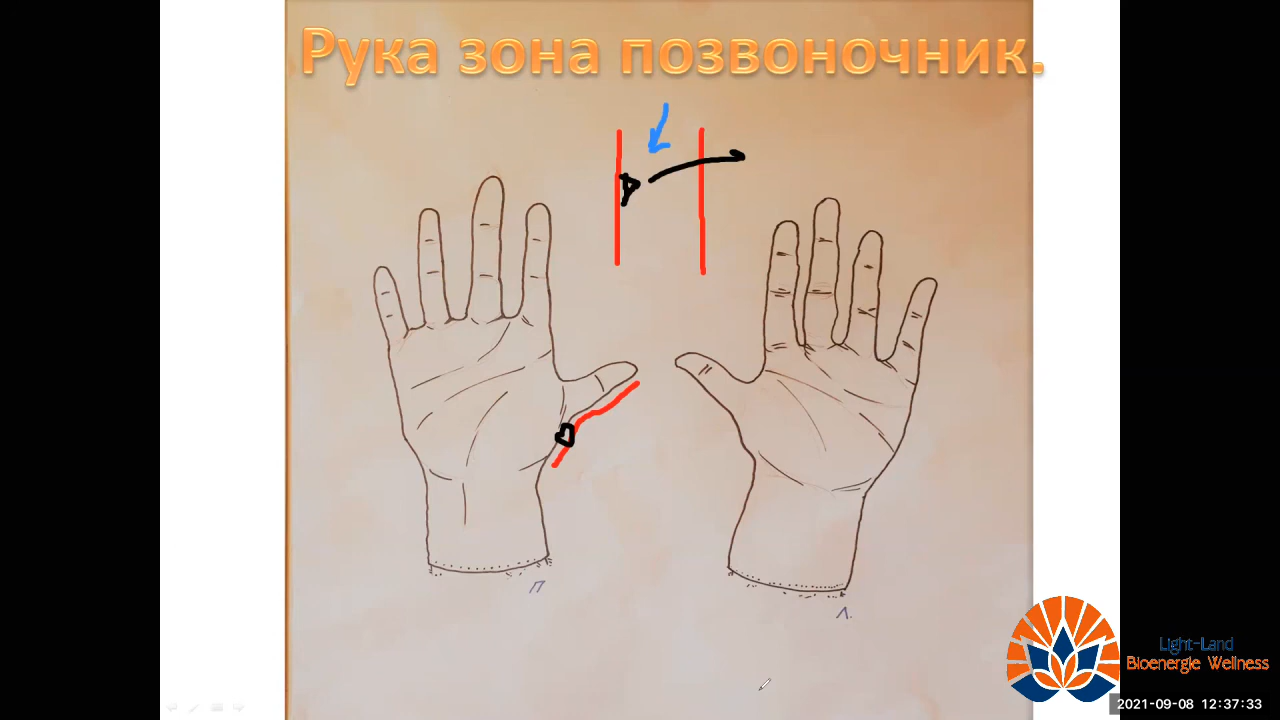 Рука зона позвоночник.
П
Л.
Light-Land
Bioenergie Wellness
2021-09-08 12:37:33